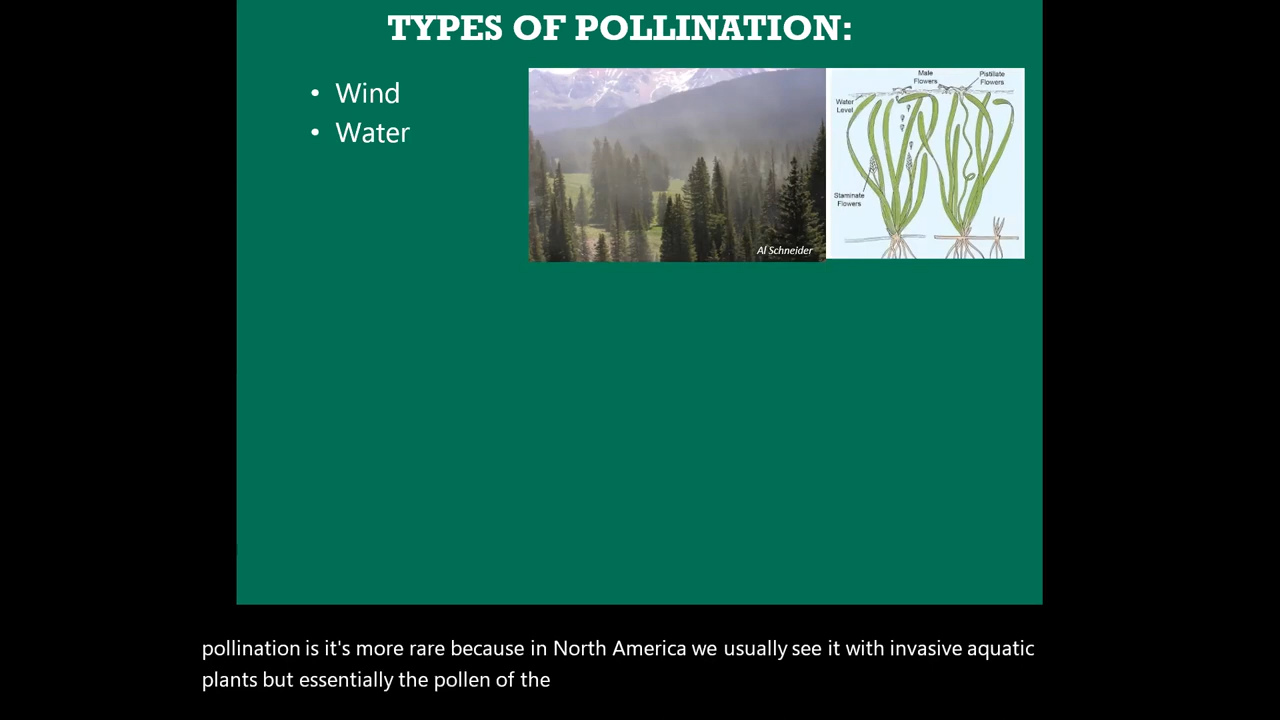 TYPES OF POLLINATION:
• Wind
• Water
Male
Flowers
Pistillate
Flowers
Water
Level
Staminate
Flowers
Al Schneider
pollination is it's more rare because in North America we usually see it with invasive aquatic
plants but essentially the pollen of the